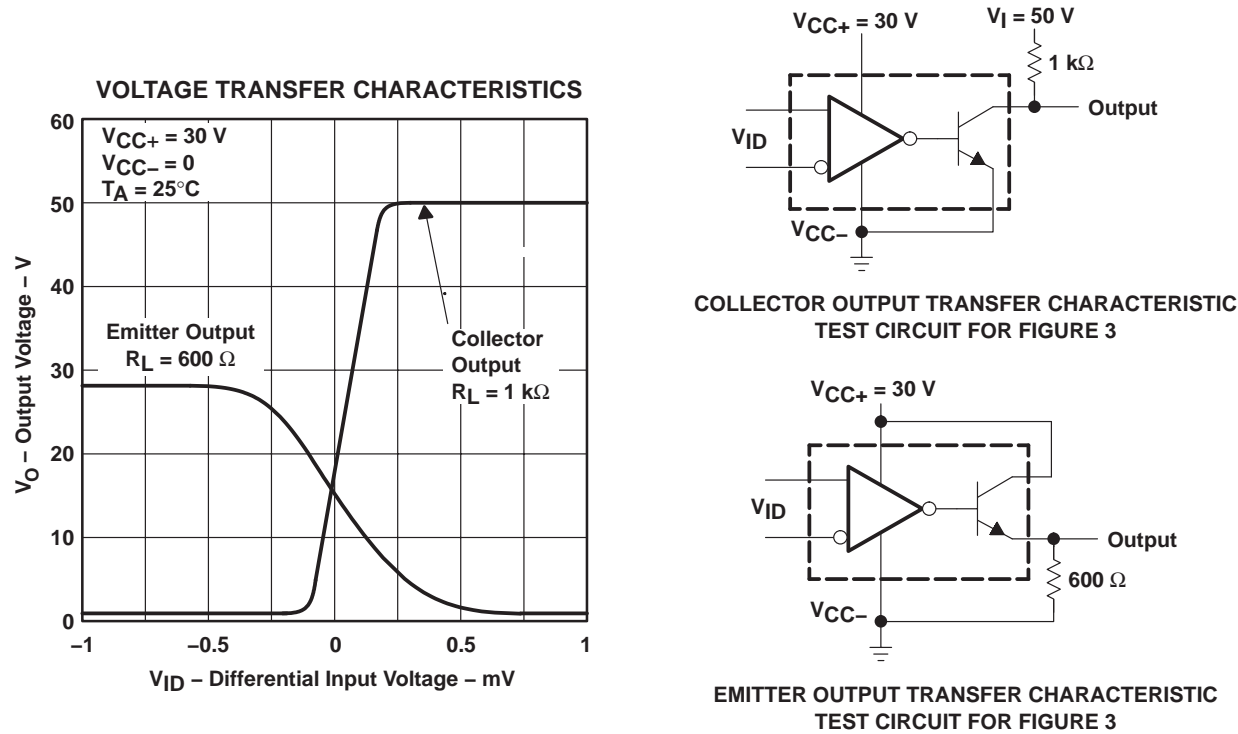 VOLTAGE TRANSFER CHARACTERISTICS
VCC+ = 30 V
VCC– = 0
TA = 25°C
60
50
40
30
20
10
0
VO – Output Voltage – V
Emitter Output
RL = 600 Ω
Collector
Output
RL = 1 kΩ
–1
–0.5
0
0.5
1
VID – Differential Input Voltage – mV
VCC+ = 30 V
VI = 50 V
1 kΩ
Output
VID
VCC–
COLLECTOR OUTPUT TRANSFER CHARACTERISTIC
TEST CIRCUIT FOR FIGURE 3
VCC+ = 30 V
VID
Output
600 Ω
VCC–
EMITTER OUTPUT TRANSFER CHARACTERISTIC
TEST CIRCUIT FOR FIGURE 3